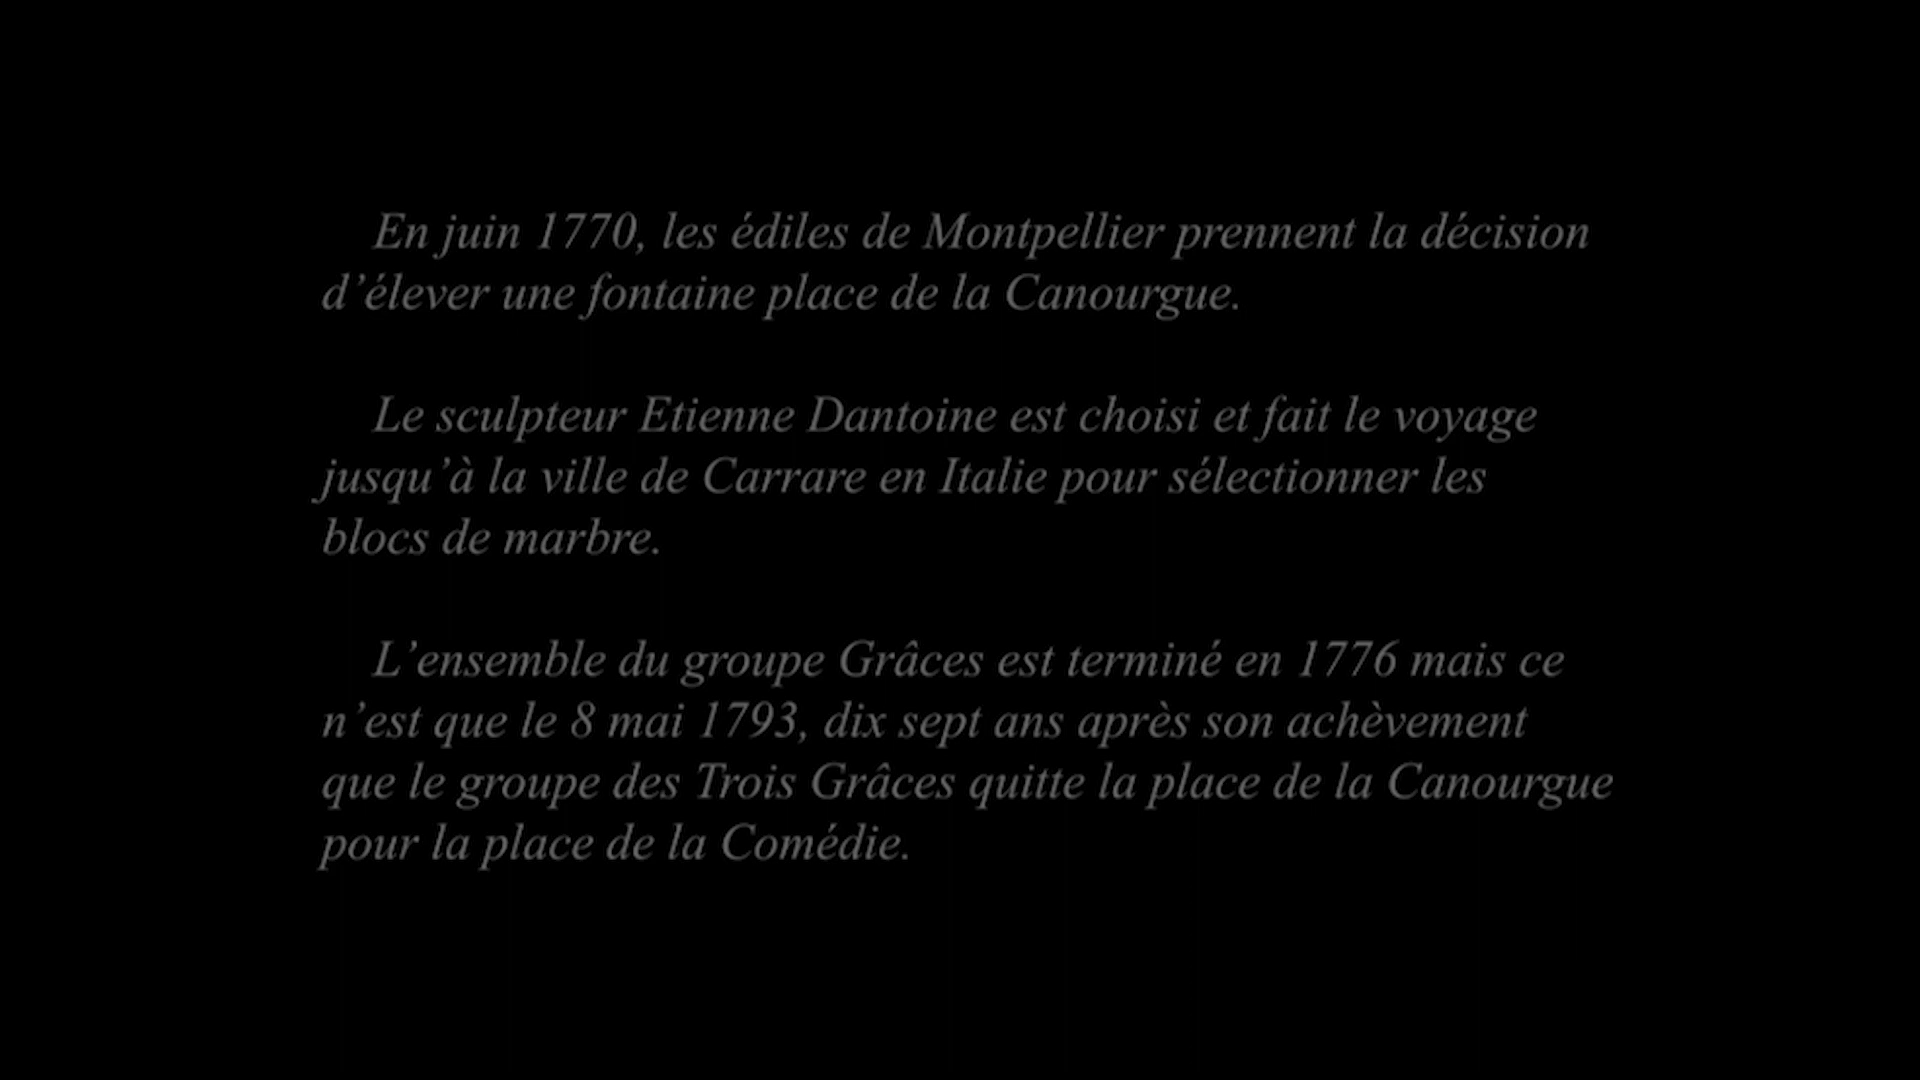 En juin 1770, les édiles de Montpellier prennent la décision
d’élever une fontaine place de la Canourgue.
Le sculpteur Etienne Dantoine est choisi et fait le voyage
jusqu’à la ville de Carrare en Italie pour sélectionner les
blocs de marbre.
L’ensemble du groupe Grâces est terminé en 1776 mais ce
n’est que le 8 mai 1793, dix sept ans après son achèvement
que le groupe des Trois Grâces quitte la place de la Canourgue
pour la place de la Comédie.